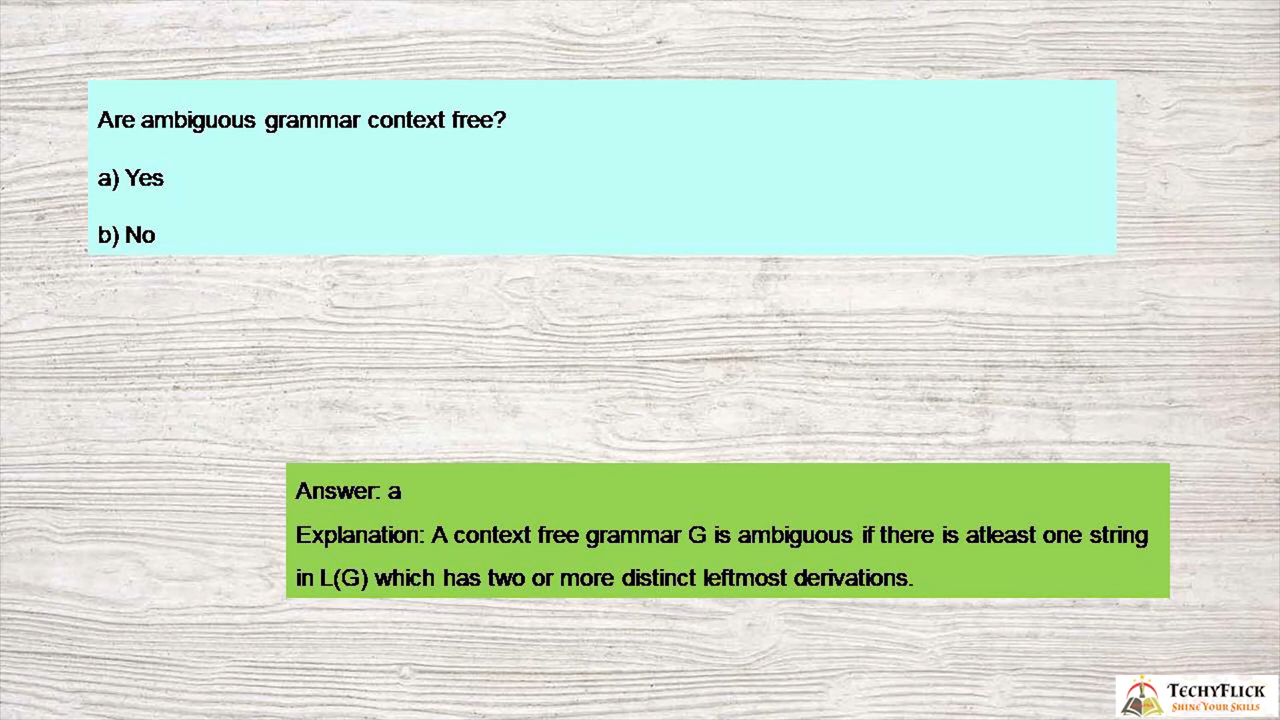 Are ambiguous grammar context free?
a) Yes
b) No
Answer: a
Explanation: A context free grammar G is ambiguous if there is atleast one string
in L(G) which has two or more distinct leftmost derivations.
TECHYFLICK
SHINE YOUR SKILLS